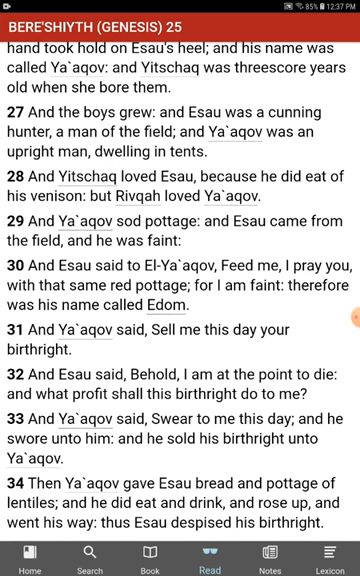 85% 12:37 PM
BERE'SHIYTH (GENESIS) 25
hand took hold on Esau's heel; and his name was
called Ya`aqov: and Yitschaq was threescore years
old when she bore them.
27 And the boys grew: and Esau was a cunning
hunter, a man of the field; and Ya`aqov was an
upright man, dwelling in tents.
28 And Yitschaq loved Esau, because he did eat of
his venison: but Rivqah loved Ya`aqov.
29 And Ya`aqov sod pottage: and Esau came from
the field, and he was faint:
30 And Esau said to El-Ya`aqov, Feed me, I pray you,
with that same red pottage; for I am faint: therefore
was his name called Edom.
31 And Ya`aqov said, Sell me this day your
birthright.
32 And Esau said, Behold, I am at the point to die:
and what profit shall this birthright do to me?
33 And Ya`aqov said, Swear to me this day; and he
swore unto him: and he sold his birthright unto
Ya`aqov.
34 Then Ya`aqov gave Esau bread and pottage of
lentiles; and he did eat and drink, and rose up, and
went his way: thus Esau despised his birthright.
Home Search Book Read Notes Lexicon